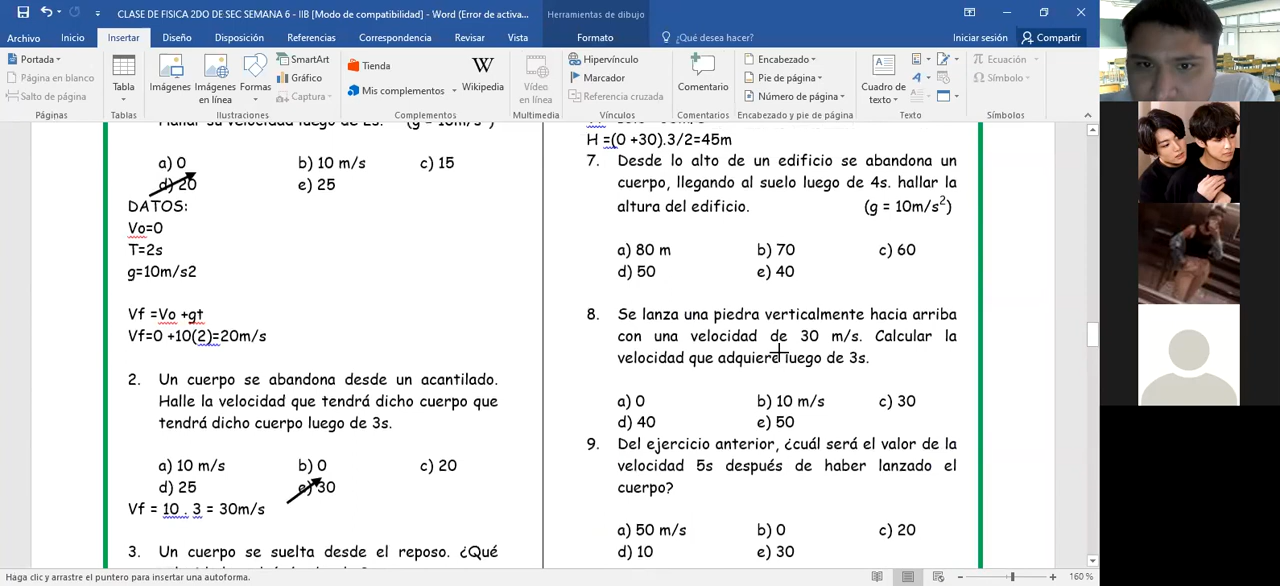 CLASE DE FISICA 2DO DE SEC SEMANA 6 - IIB [Modo de compatibilidad] - Word (Error de activa...
Herramientas de dibujo
Archivo Inicio Insertar Diseño Disposición Referencias Correspondencia Revisar Vista Formato ¿Qué desea hacer? Iniciar sesión Compartir
Portada
Página en blanco
Salto de página
Páginas
Tabla
Tablas
Imágenes
Imágenes en línea
Formas
SmartArt
Gráfico
Captura
Ilustraciones
Tienda
Mis complementos
W
Wikipedia
Complementos
Vídeo en línea
Multimedia
Hipervínculo
Marcador
Referencia cruzada
Vínculos
Comentario
Comentarios
Encabezado
Pie de página
Número de página
Encabezado y pie de página
A
Cuadro de texto
Texto
Ecuación
Símbolo
Símbolos
su velocidad luego de 2s. (g = 10m/s²)
a) 0 b) 10 m/s c) 15
d) 20 e) 25
DATOS:
Vo=0
T=2s
g=10m/s2
Vf =Vo +gt
Vf=0 +10(2)=20m/s
2. Un cuerpo se abandona desde un acantilado.
Halle la velocidad que tendrá dicho cuerpo que
tendrá dicho cuerpo luego de 3s.
a) 10 m/s b) 0 c) 20
d) 25 e) 30
Vf = 10 . 3 = 30m/s
3. Un cuerpo se suelta desde el reposo. ¿Qué
H =(0 +30).3/2=45m
7. Desde lo alto de un edificio se abandona un
cuerpo, llegando al suelo luego de 4s. hallar la
altura del edificio. (g = 10m/s²)
a) 80 m b) 70 c) 60
d) 50 e) 40
8. Se lanza una piedra verticalmente hacia arriba
con una velocidad de 30 m/s. Calcular la
velocidad que adquiere luego de 3s.
a) 0 b) 10 m/s c) 30
d) 40 e) 50
9. Del ejercicio anterior, ¿cuál será el valor de la
velocidad 5s después de haber lanzado el
cuerpo?
a) 50 m/s b) 0 c) 20
d) 10 e) 30
Haga clic y arrastre el puntero para insertar una autoforma.
160 %